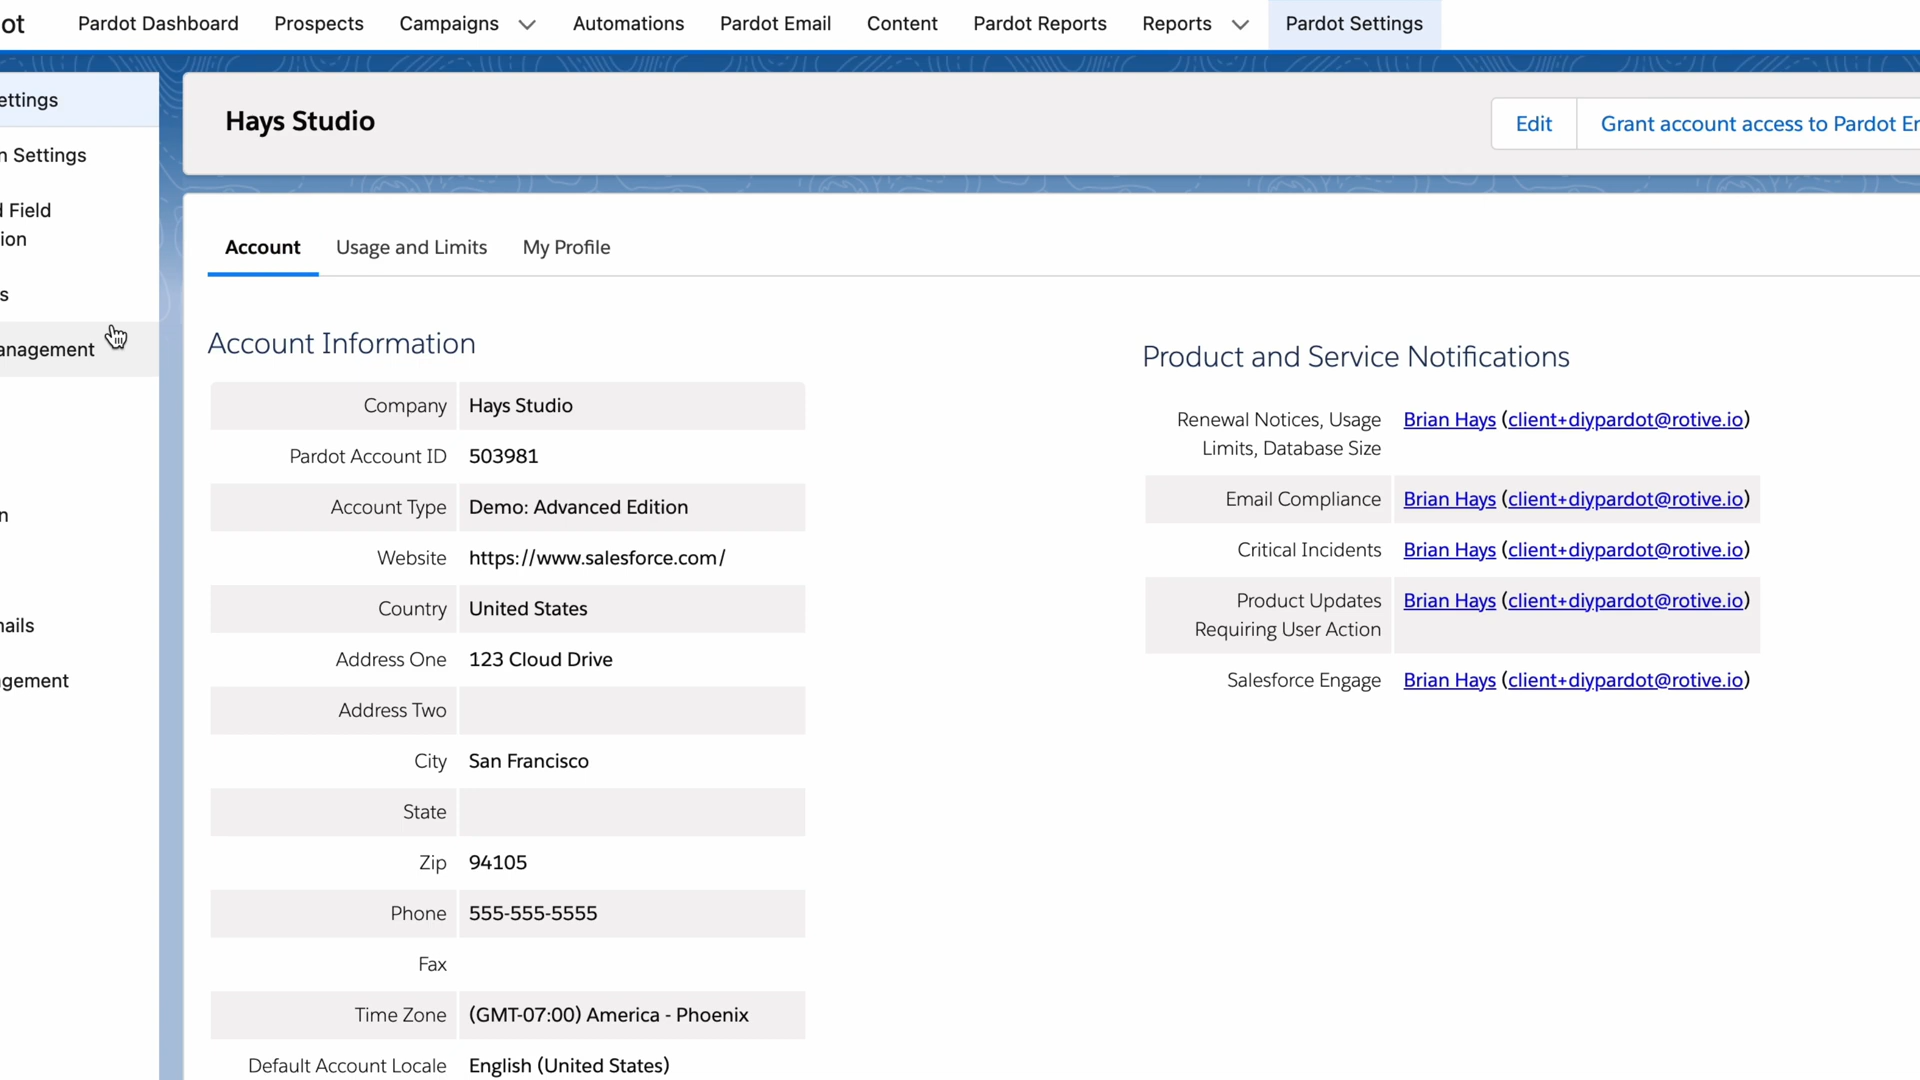 ot
Pardot Dashboard
Prospects
Campaigns
Automations
Pardot Email
Content
Pardot Reports
Reports
Pardot Settings
ettings
n Settings
d Field
ion
s
anagement
n
nails
gement
Hays Studio
Edit
Grant account access to Pardot En
Account
Usage and Limits
My Profile
Account Information
Company Hays Studio
Pardot Account ID 503981
Account Type Demo: Advanced Edition
Website https://www.salesforce.com/
Country United States
Address One 123 Cloud Drive
Address Two
City San Francisco
State
Zip 94105
Phone 555-555-5555
Fax
Time Zone (GMT-07:00) America - Phoenix
Default Account Locale English (United States)
Product and Service Notifications
Renewal Notices, Usage Brian Hays (client+diypardot@rotive.io)
Limits, Database Size
Email Compliance Brian Hays (client+diypardot@rotive.io)
Critical Incidents Brian Hays (client+diypardot@rotive.io)
Product Updates Brian Hays (client+diypardot@rotive.io)
Requiring User Action
Salesforce Engage Brian Hays (client+diypardot@rotive.io)